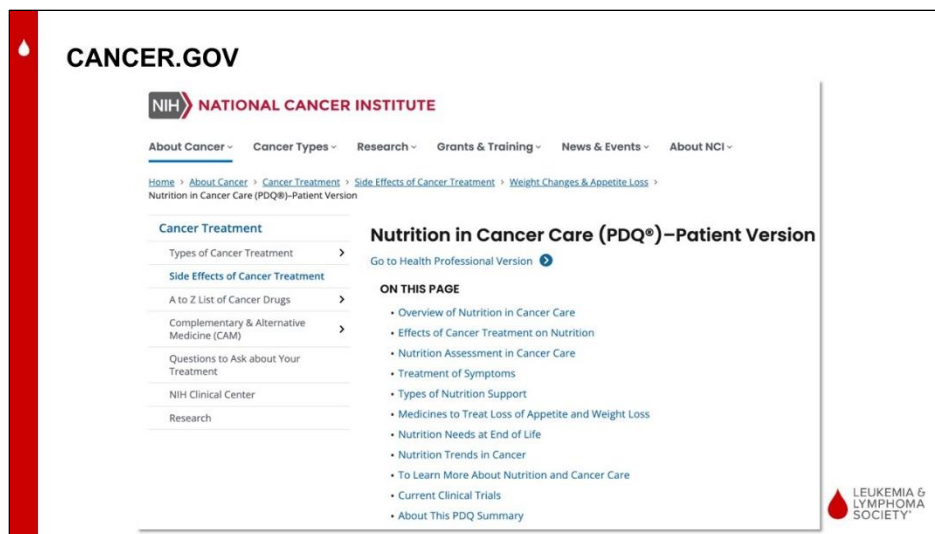 CANCER.GOV
NIH NATIONAL CANCER INSTITUTE
About Cancer Cancer Types Research Grants & Training News & Events About NCI
Home > About Cancer > Cancer Treatment > Side Effects of Cancer Treatment > Weight Changes & Appetite Loss >
Nutrition in Cancer Care (PDQ®)–Patient Version
Cancer Treatment
Types of Cancer Treatment
Side Effects of Cancer Treatment
A to Z List of Cancer Drugs
Complementary & Alternative
Medicine (CAM)
Questions to Ask about Your
Treatment
NIH Clinical Center
Research
Nutrition in Cancer Care (PDQ®)–Patient Version
Go to Health Professional Version
ON THIS PAGE
• Overview of Nutrition in Cancer Care
• Effects of Cancer Treatment on Nutrition
• Nutrition Assessment in Cancer Care
• Treatment of Symptoms
• Types of Nutrition Support
• Medicines to Treat Loss of Appetite and Weight Loss
• Nutrition Needs at End of Life
• Nutrition Trends in Cancer
• To Learn More About Nutrition and Cancer Care
• Current Clinical Trials
• About This PDQ Summary
LEUKEMIA &
LYMPHOMA
SOCIETY®